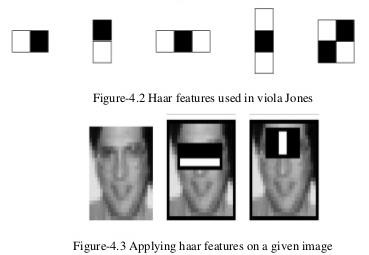 Figure-4.2 Haar features used in viola Jones
Figure-4.3 Applying haar features on a given image